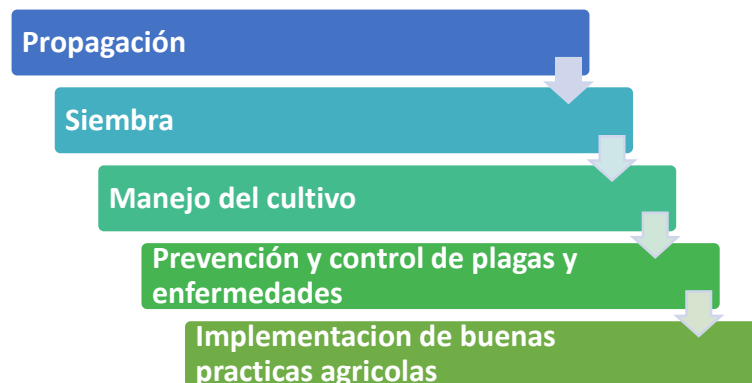 Propagación
Siembra
Manejo del cultivo
Prevención y control de plagas y
enfermedades
Implementacion de buenas
practicas agricolas